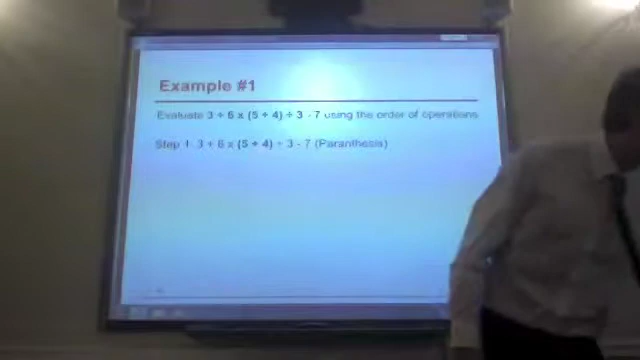 Example #1
Evaluate 3 + 6 x (5 + 4) ÷ 3 - 7 using the order of operations
Step 1: 3 + 6 x (5 + 4) ÷ 3 - 7 (Paranthesis)